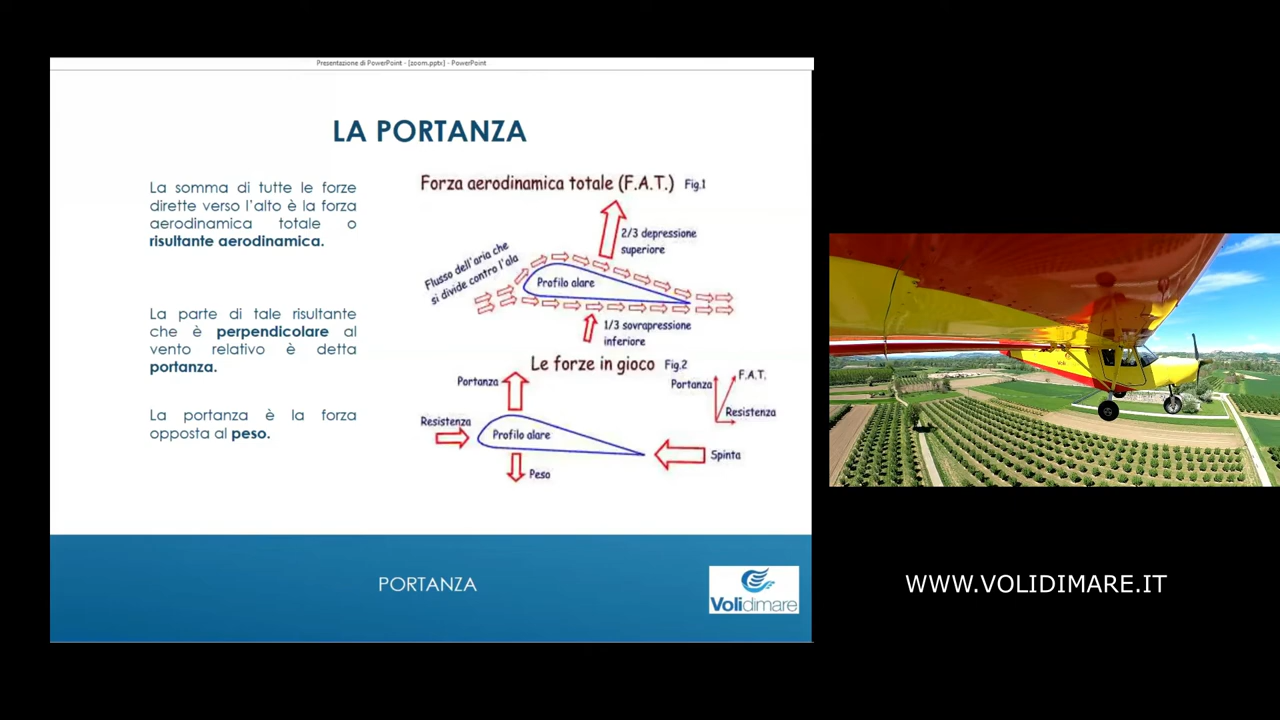 Presentazione di PowerPoint - [zoom.pptx] - PowerPoint
LA PORTANZA
La somma di tutte le forze
dirette verso l'alto è la forza
aerodinamica totale o
risultante aerodinamica.
La parte di tale risultante
che è perpendicolare al
vento relativo è detta
portanza.
La portanza è la forza
opposta al peso.
Forza aerodinamica totale (F.A.T.) Fig.1
2/3 depressione
superiore
Flusso dell'aria che
si divide contro l'ala
Profilo alare
1/3 sovrapressione
inferiore
Le forze in gioco Fig.2
Portanza
Resistenza
Profilo alare
Peso
Spinta
Portanza
F.A.T.
Resistenza
PORTANZA
Volidimare
WWW.VOLIDIMARE.IT